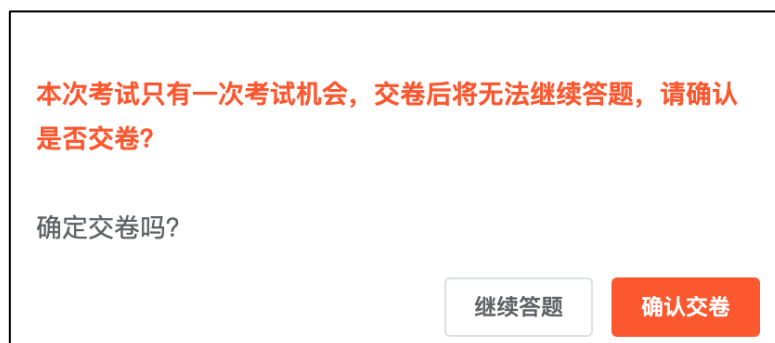 本次考试只有一次考试机会，交卷后将无法继续答题，请确认
是否交卷?
确定交卷吗?
继续答题
确认交卷